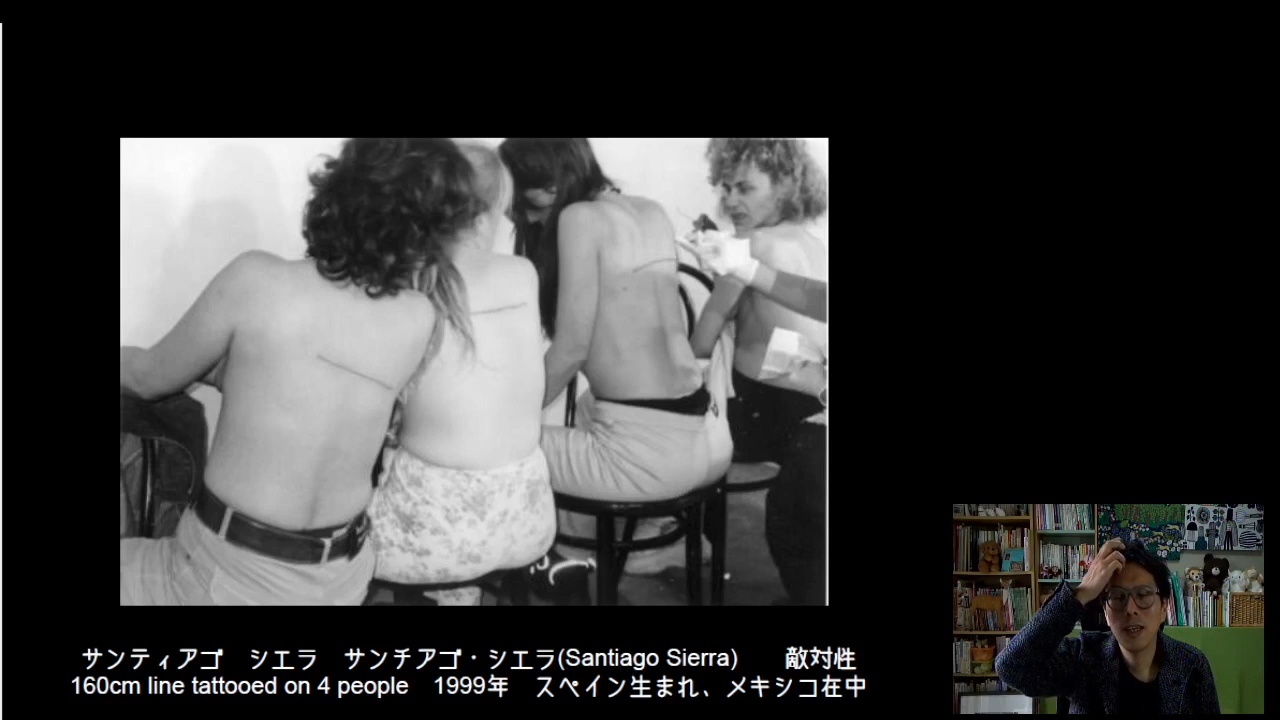 サンティアゴ　シエラ　サンチアゴ・シエラ(Santiago Sierra)　　敵対性
160cm line tattooed on 4 people　1999年　スペイン生まれ、メキシコ在中